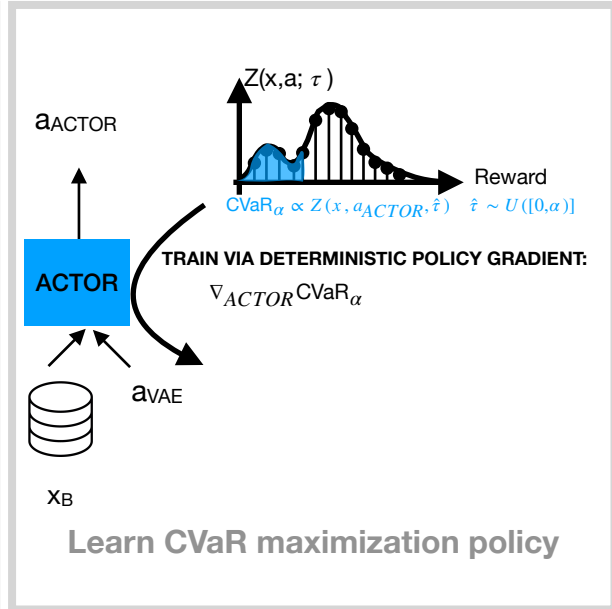 Z(x,a; τ)
aACTOR
Reward
CVaRα ∝ Z(x, aACTOR, τ̂) τ̂ ∼ U([0,α)]
TRAIN VIA DETERMINISTIC POLICY GRADIENT:
ACTOR
∇ACTORCVaRα
aVAE
xB
Learn CVaR maximization policy